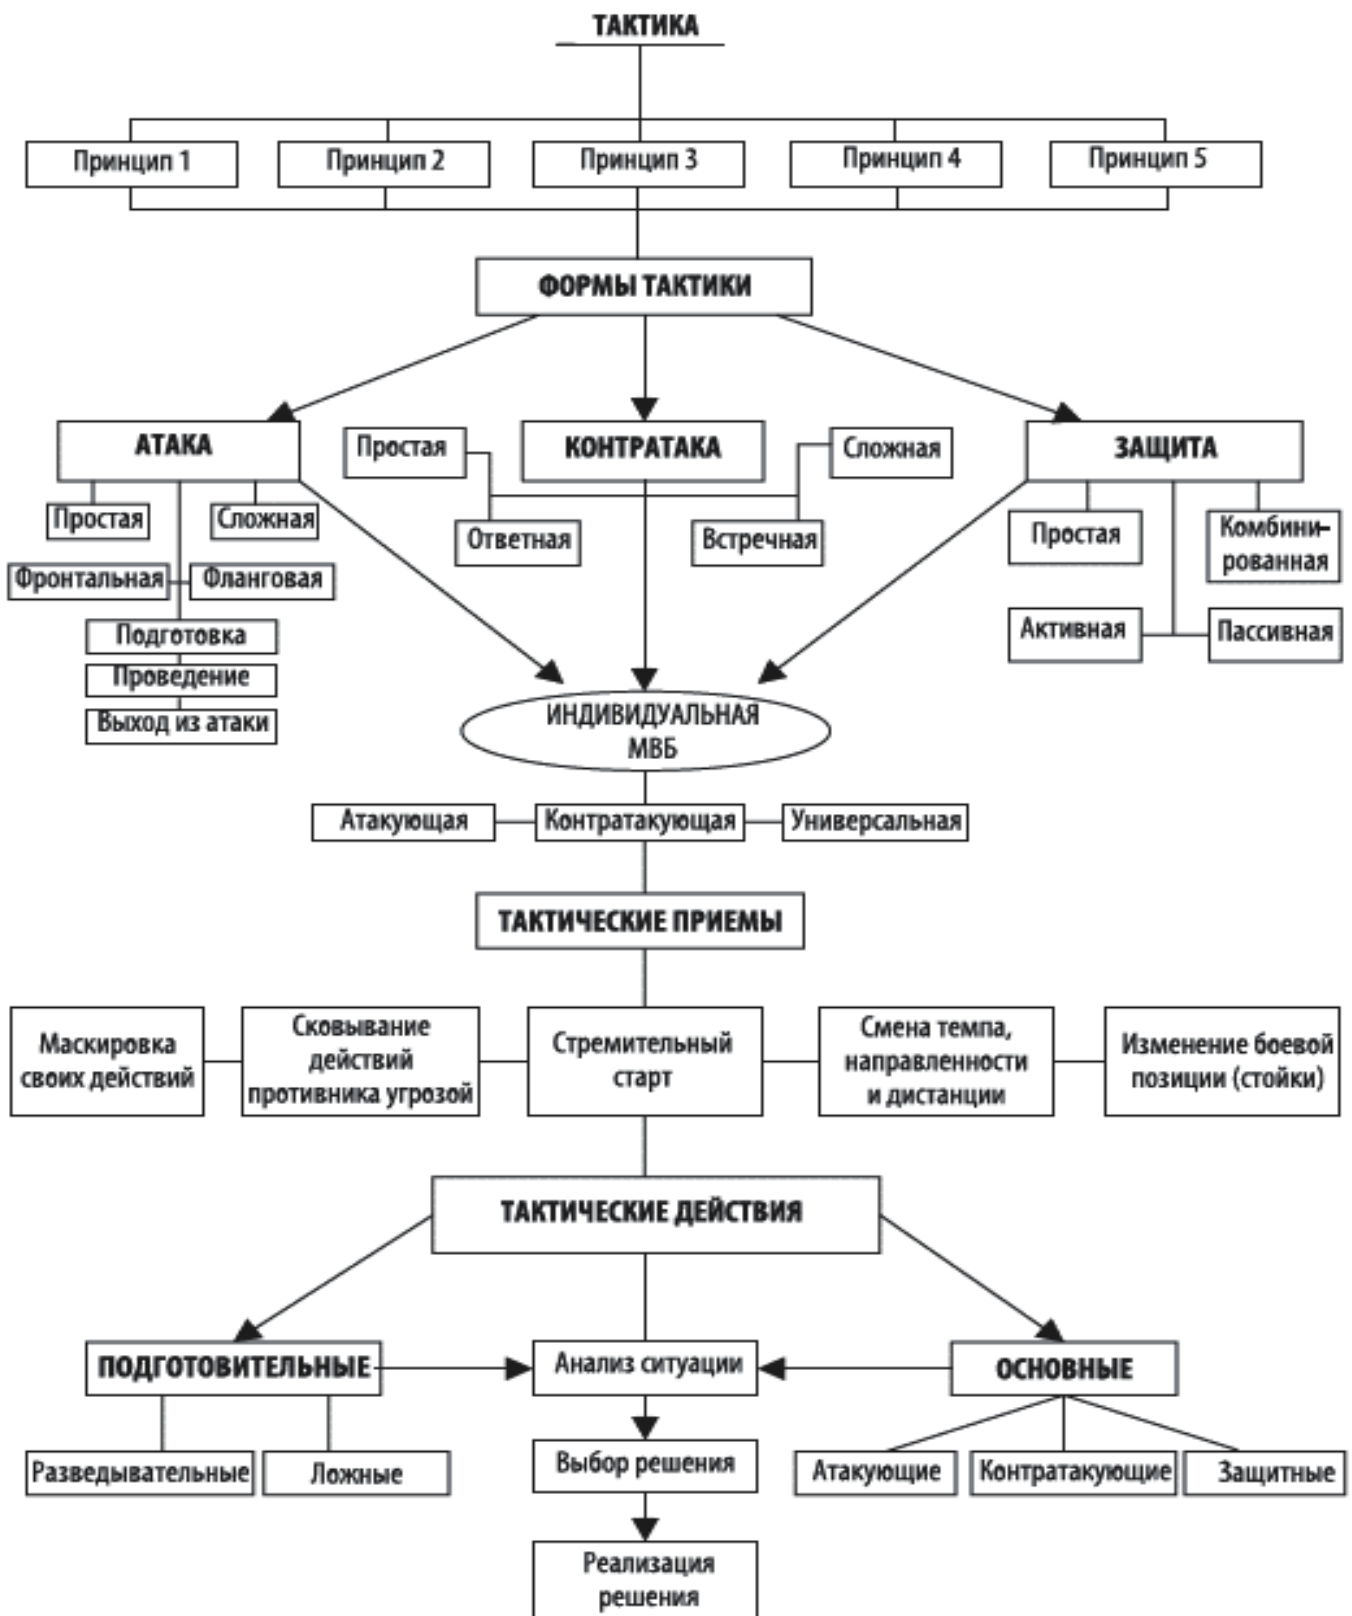 ТАКТИКА
Принцип 1
Принцип 2
Принцип 3
Принцип 4
Принцип 5
ФОРМЫ ТАКТИКИ
АТАКА
Простая
КОНТРАТАКА
Сложная
ЗАЩИТА
Простая
Сложная
Ответная
Встречная
Простая
Комбини–
рованная
Фронтальная
Фланговая
Подготовка
Проведение
Выход из атаки
Активная
Пассивная
ИНДИВИДУАЛЬНАЯ
МВБ
Атакующая
Контратакующая
Универсальная
ТАКТИЧЕСКИЕ ПРИЕМЫ
Маскировка
своих действий
Сковывание
действий
противника угрозой
Стремительный
старт
Смена темпа,
направленности
и дистанции
Изменение боевой
позиции (стойки)
ТАКТИЧЕСКИЕ ДЕЙСТВИЯ
ПОДГОТОВИТЕЛЬНЫЕ
Анализ ситуации
ОСНОВНЫЕ
Разведывательные
Ложные
Выбор решения
Атакующие
Контратакующие
Защитные
Реализация
решения